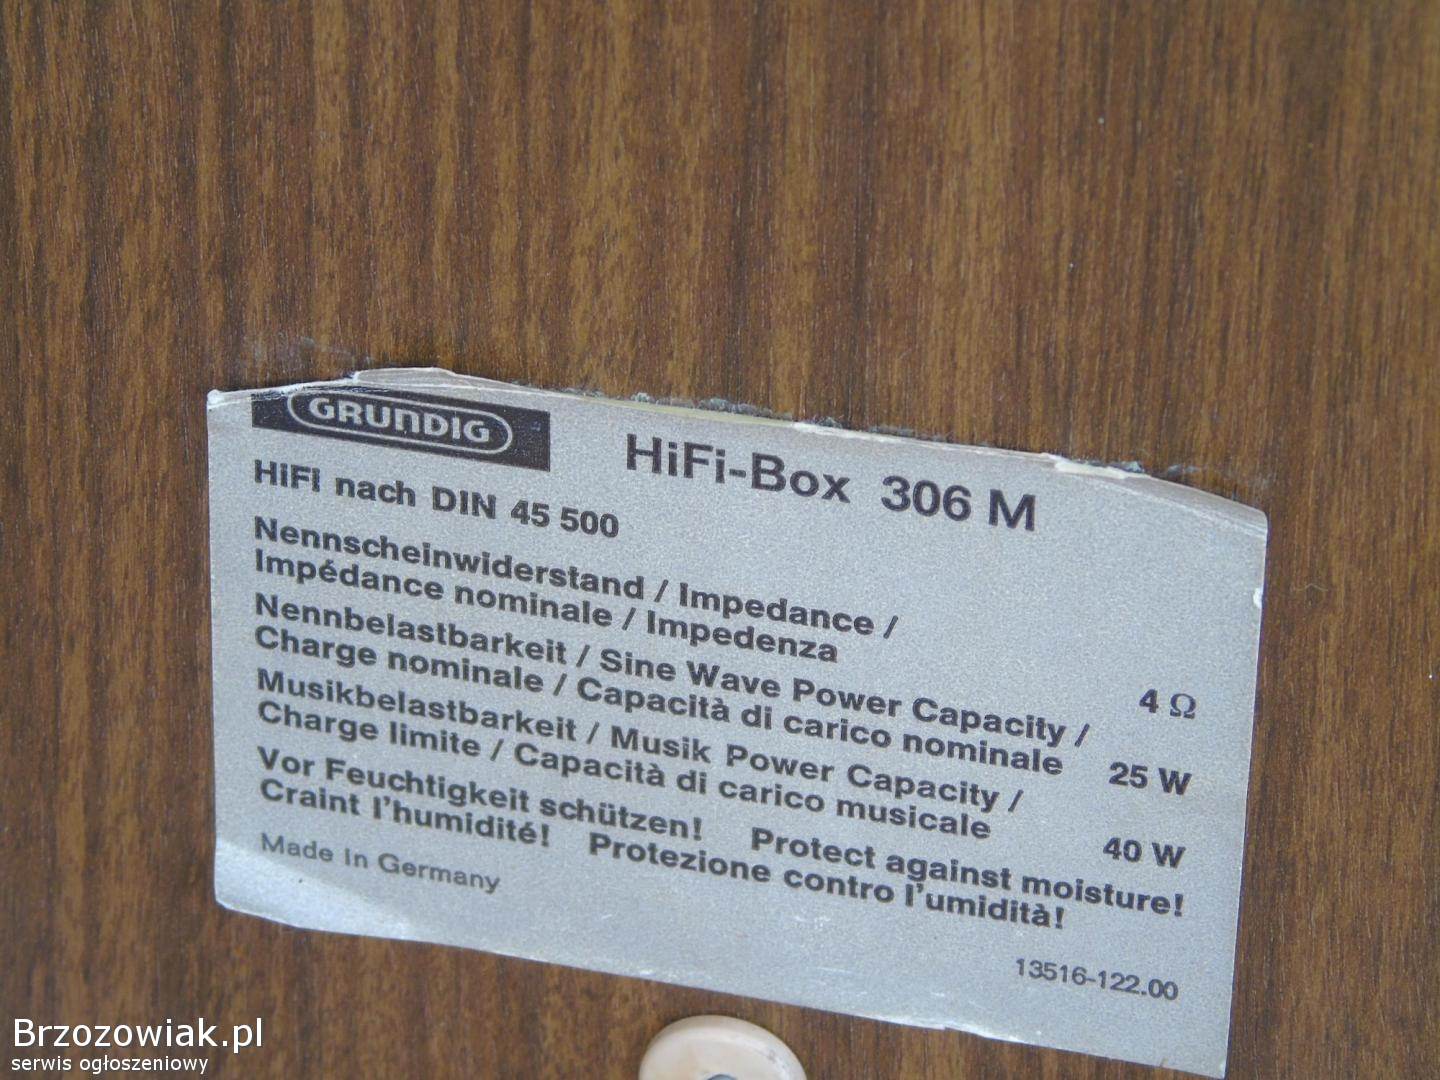 GRUNDIG
HiFi-Box 306 M
HiFi nach DIN 45 500
Nennscheinwiderstand / Impedance /
Impédance nominale / Impedenza
4 Ω
Nennbelastbarkeit / Sine Wave Power Capacity /
Charge nominale / Capacità di carico nominale
25 W
Musikbelastbarkeit / Musik Power Capacity /
Charge limite / Capacità di carico musicale
40 W
Vor Feuchtigkeit schützen! Protect against moisture!
Craint l'humidité! Protezione contro l'umidità!
Made in Germany
13516-122.00
Brzozowiak.pl
serwis ogłoszeniowy